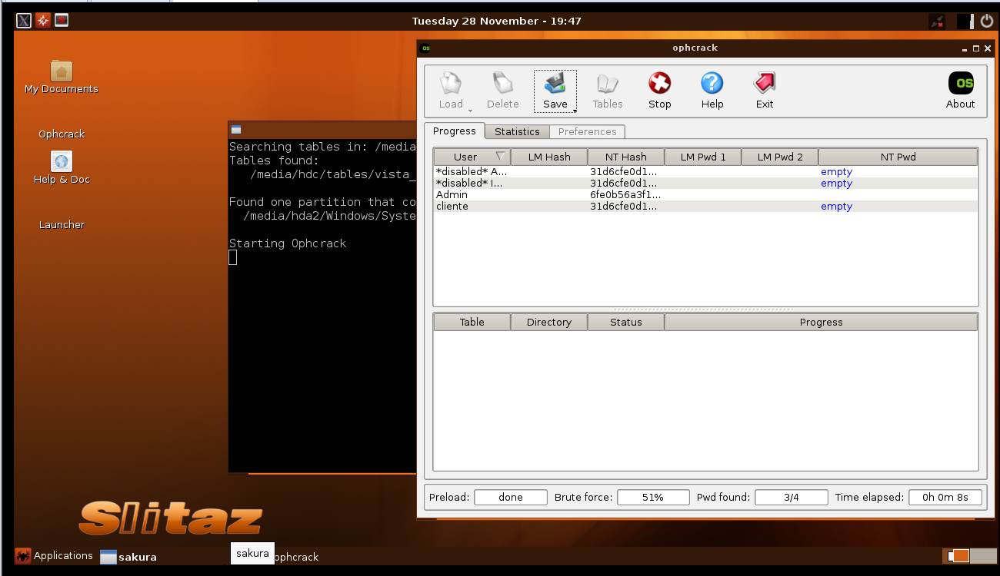 Tuesday 28 November - 19:47
My Documents
Ophcrack
Help & Doc
Launcher
Searching tables in: /media
Tables found:
/media/hdc/tables/vista_
Found one partition that co
/media/hda2/Windows/Syste
Starting Ophcrack
os
ophcrack
Load
Delete
Save
Tables
Stop
Help
Exit
os
About
Progress
Statistics
Preferences
User LM Hash NT Hash LM Pwd 1 LM Pwd 2 NT Pwd
*disabled* A... 31d6cfe0d1... empty
*disabled* I... 31d6cfe0d1... empty
Admin 6fe0b56a3f1...
cliente 31d6cfe0d1... empty
Table Directory Status Progress
Preload: done Brute force: 51% Pwd found: 3/4 Time elapsed: 0h 0m 8s
Slitaz
Applications
sakura
sakura
ophcrack